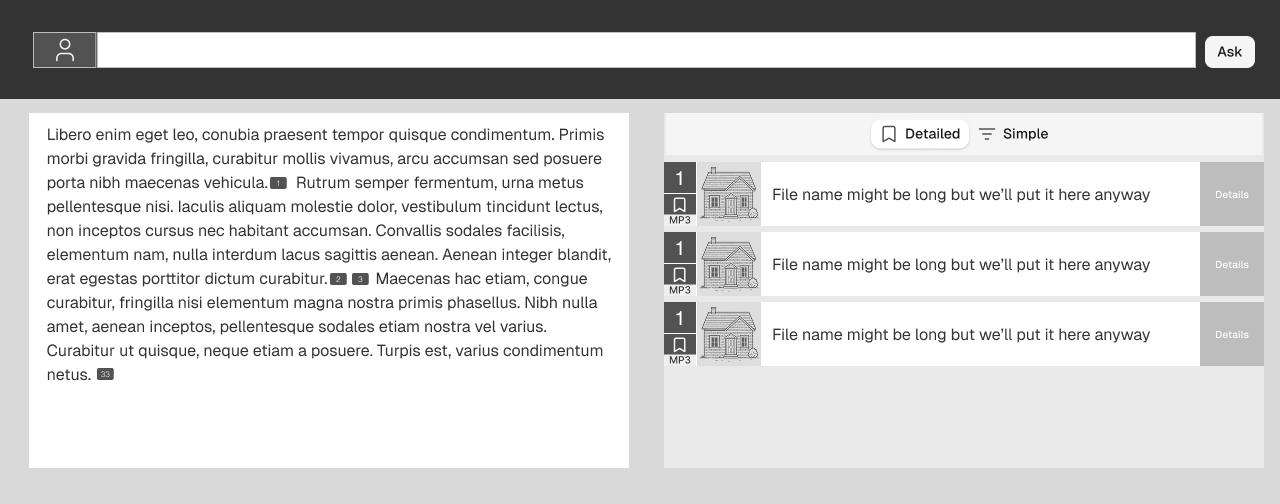 Ask
Libero enim eget leo, conubia praesent tempor quisque condimentum. Primis
morbi gravida fringilla, curabitur mollis vivamus, arcu accumsan sed posuere
porta nibh maecenas vehicula. 1 Rutrum semper fermentum, urna metus
pellentesque nisi. Iaculis aliquam molestie dolor, vestibulum tincidunt lectus,
non inceptos cursus nec habitant accumsan. Convallis sodales facilisis,
elementum nam, nulla interdum lacus sagittis aenean. Aenean integer blandit,
erat egestas porttitor dictum curabitur. 2 3 Maecenas hac etiam, congue
curabitur, fringilla nisi elementum magna nostra primis phasellus. Nibh nulla
amet, aenean inceptos, pellentesque sodales etiam nostra vel varius.
Curabitur ut quisque, neque etiam a posuere. Turpis est, varius condimentum
netus. 33
Detailed Simple
1
MP3
File name might be long but we’ll put it here anyway
Details
1
MP3
File name might be long but we’ll put it here anyway
Details
1
MP3
File name might be long but we’ll put it here anyway
Details